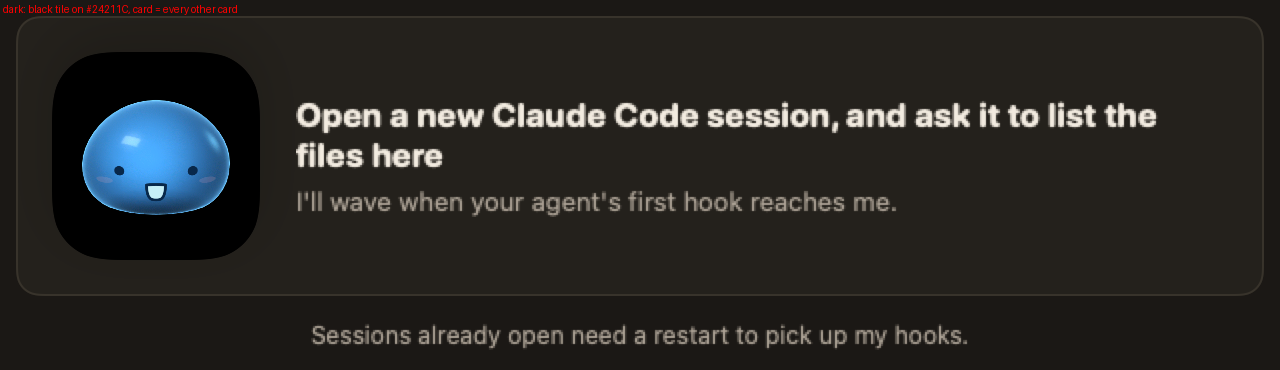 dark: black tile on #24211C, card = every other card
Open a new Claude Code session, and ask it to list the
files here
I'll wave when your agent's first hook reaches me.
Sessions already open need a restart to pick up my hooks.